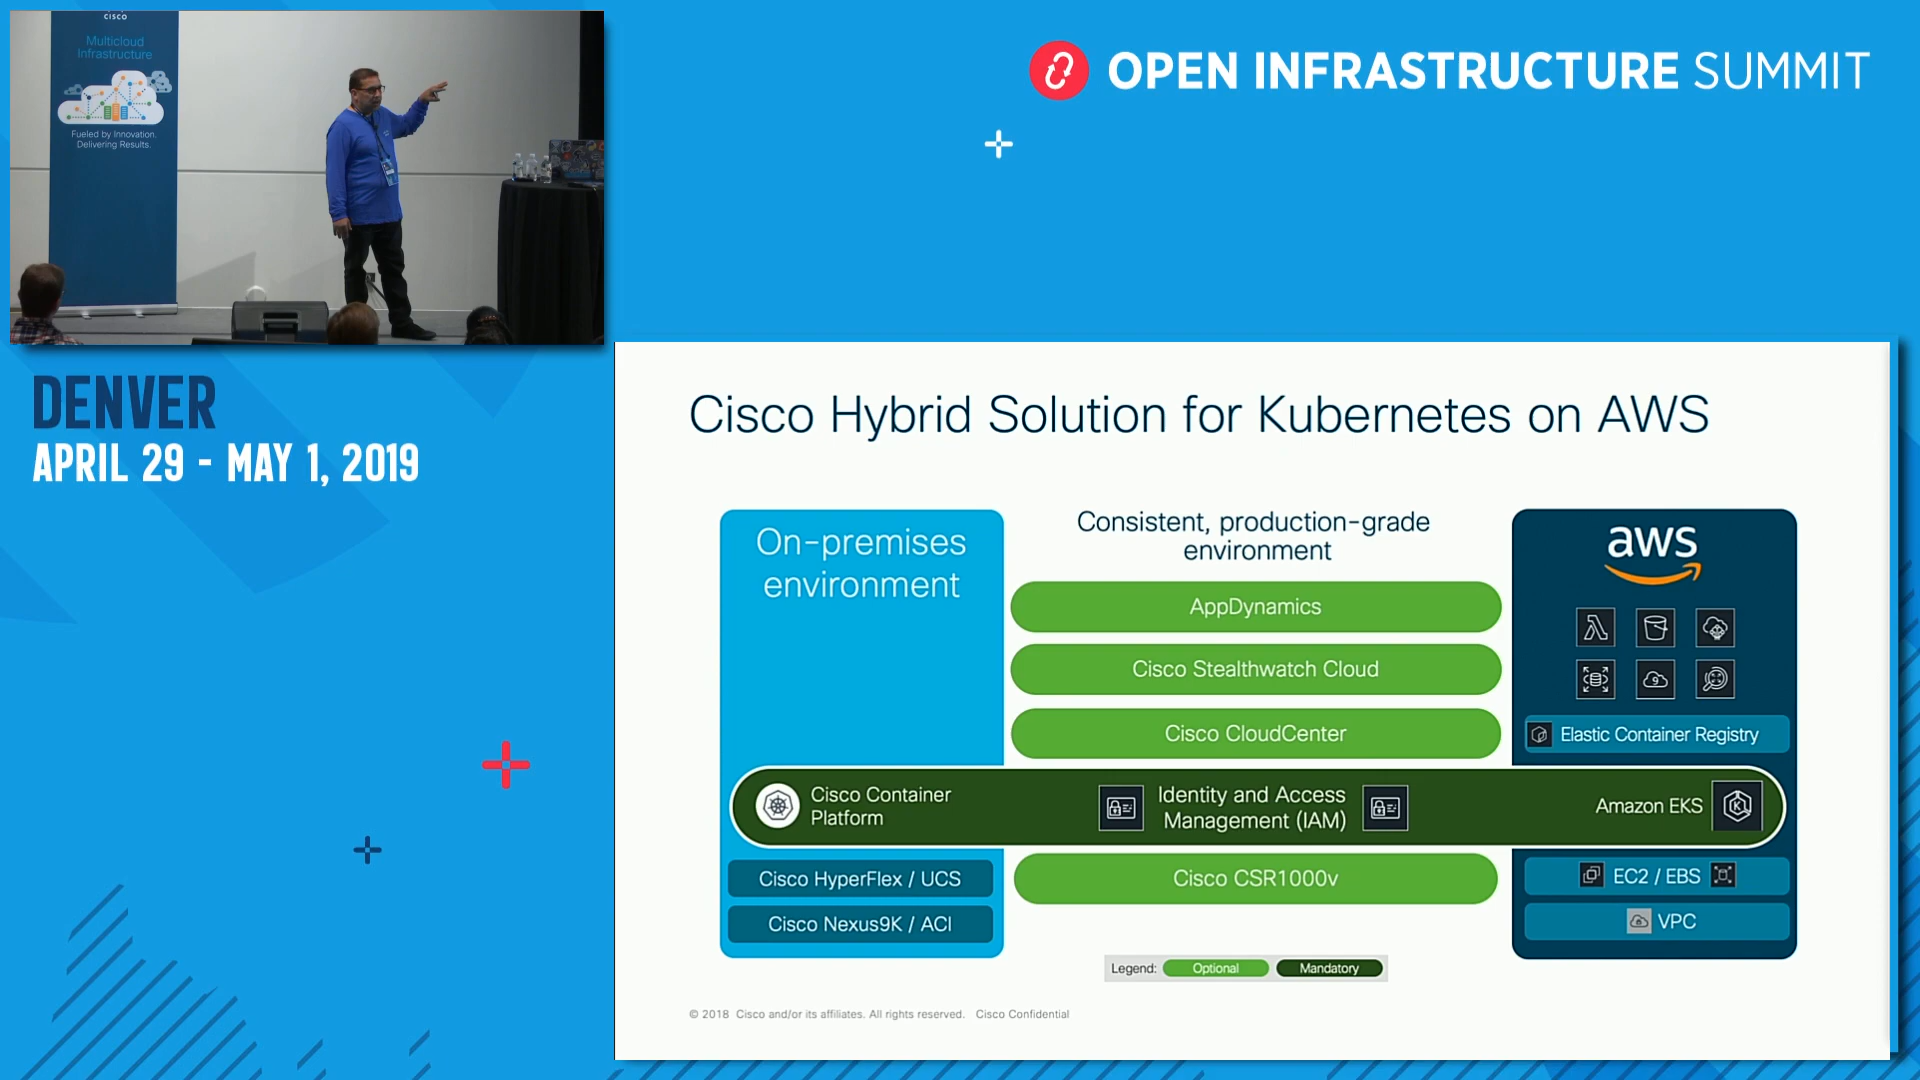 CISCO
Multicloud
Infrastructure
Fueled by Innovation.
Delivering Results.
OPEN INFRASTRUCTURE SUMMIT
DENVER
APRIL 29 - MAY 1, 2019
Cisco Hybrid Solution for Kubernetes on AWS
On-premises
environment
Consistent, production-grade
environment
aws
AppDynamics
Cisco Stealthwatch Cloud
Cisco CloudCenter
9
Elastic Container Registry
Cisco Container
Platform
Identity and Access
Management (IAM)
Amazon EKS
K
Cisco HyperFlex / UCS
Cisco Nexus9K / ACI
Cisco CSR1000v
EC2 / EBS
VPC
Legend: Optional Mandatory
© 2018 Cisco and/or its affiliates. All rights reserved. Cisco Confidential